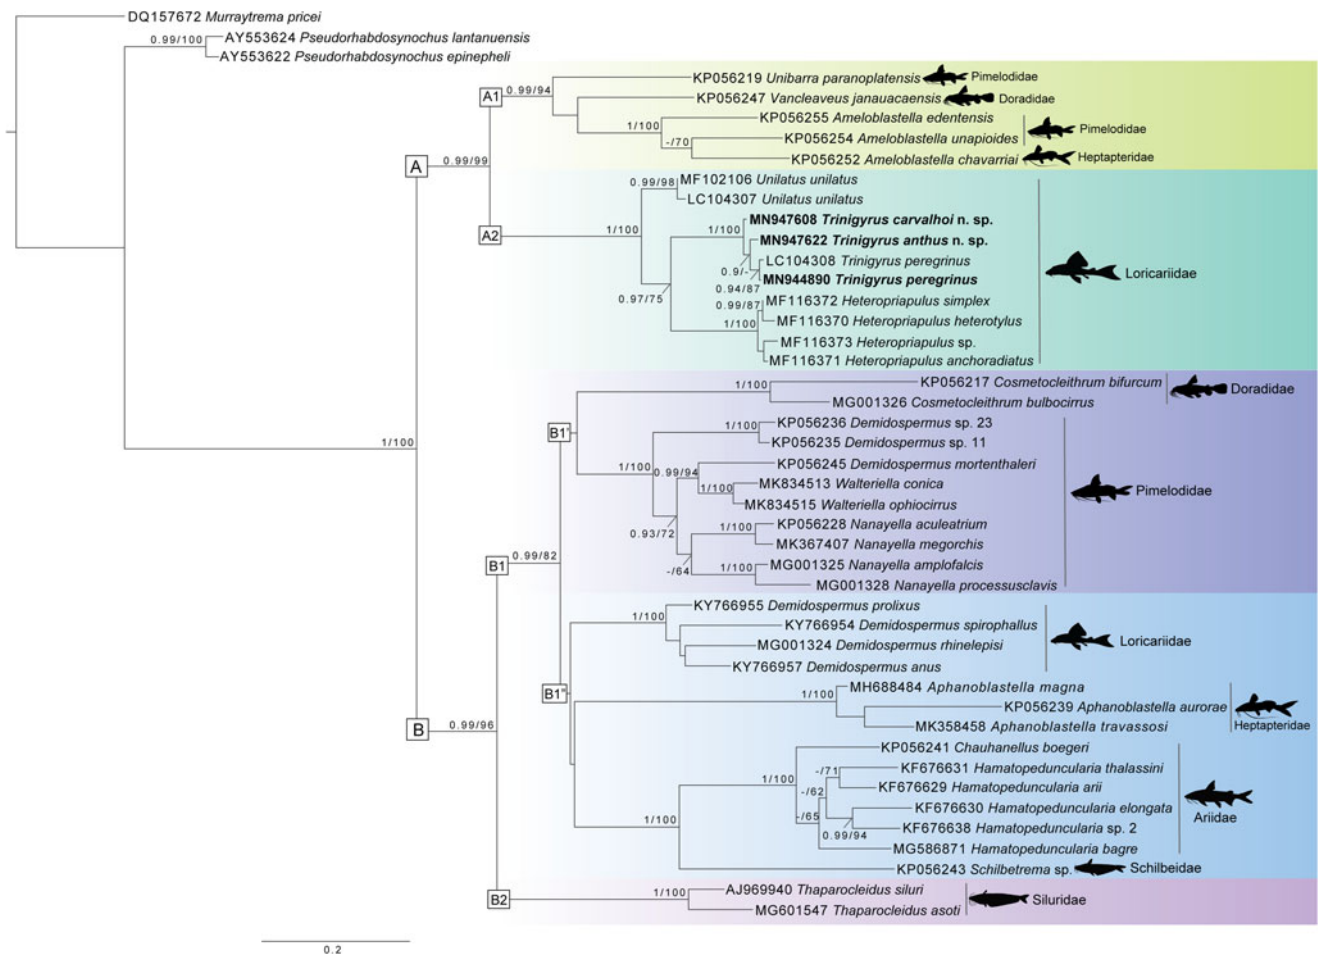 DQ157672 Murraytrema pricei
0.99/100
AY553624 Pseudorhabdosynochus lantanuensis
AY553622 Pseudorhabdosynochus epinepheli
A1
0.99/94
KP056219 Unibarra paranoplatensis
Pimelodidae
KP056247 Vancleaveus janauacaensis
Doradidae
1/100
KP056255 Ameloblastella edentensis
-/70
KP056254 Ameloblastella unapioides
Pimelodidae
KP056252 Ameloblastella chavarriai
Heptapteridae
A
0.99/99
0.99/98
MF102106 Unilatus unilatus
LC104307 Unilatus unilatus
A2
1/100
1/100
MN947608 Trinigyrus carvalhoi n. sp.
MN947622 Trinigyrus anthus n. sp.
0.9/-
LC104308 Trinigyrus peregrinus
0.94/87
MN944890 Trinigyrus peregrinus
Loricariidae
0.97/75
0.99/87
MF116372 Heteropriapulus simplex
1/100
MF116370 Heteropriapulus heterotylus
MF116373 Heteropriapulus sp.
MF116371 Heteropriapulus anchoradiatus
1/100
1/100
KP056217 Cosmetocleithrum bifurcum
MG001326 Cosmetocleithrum bulbocirrus
Doradidae
B1'
KP056236 Demidospermus sp. 23
KP056235 Demidospermus sp. 11
1/100
0.99/94
KP056245 Demidospermus mortenthaleri
1/100
MK834513 Walteriella conica
MK834515 Walteriella ophiocirrus
Pimelodidae
0.93/72
1/100
KP056228 Nanayella aculeatrium
MK367407 Nanayella megorchis
-/64
1/100
MG001325 Nanayella amplofalcis
MG001328 Nanayella processusclavis
B1
0.99/82
1/100
KY766955 Demidospermus prolixus
KY766954 Demidospermus spirophallus
MG001324 Demidospermus rhinelepisi
KY766957 Demidospermus anus
Loricariidae
B1"
1/100
MH688484 Aphanoblastella magna
KP056239 Aphanoblastella aurorae
MK358458 Aphanoblastella travassosi
Heptapteridae
B
0.99/96
1/100
KP056241 Chauhanellus boegeri
-/71
KF676631 Hamatopeduncularia thalassini
-/62
KF676629 Hamatopeduncularia arii
-/65
KF676630 Hamatopeduncularia elongata
0.99/94
KF676638 Hamatopeduncularia sp. 2
MG586871 Hamatopeduncularia bagre
Ariidae
1/100
KP056243 Schilbetrema sp.
Schilbeidae
B2
1/100
AJ969940 Thaparocleidus siluri
MG601547 Thaparocleidus asoti
Siluridae
0.2